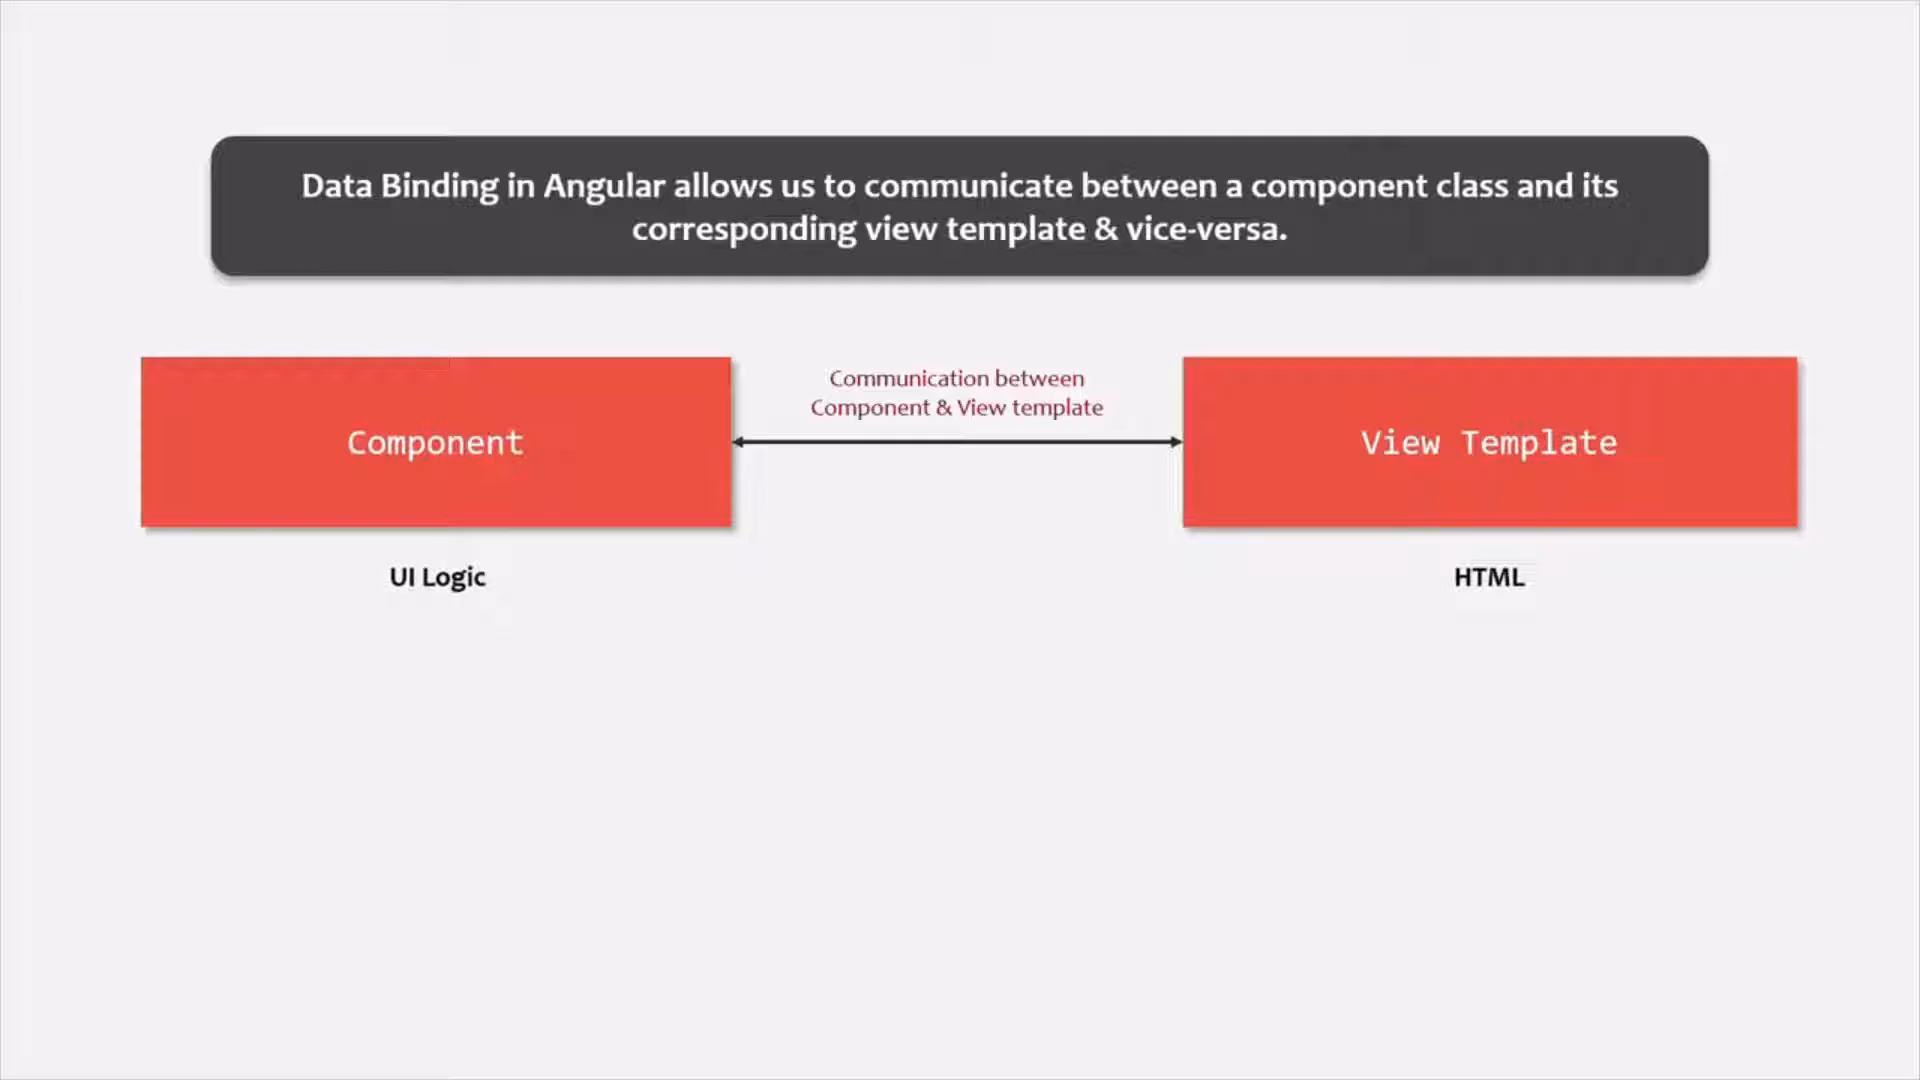 Data Binding in Angular allows us to communicate between a component class and its
corresponding view template & vice-versa.
Communication between
Component & View template
Component
View Template
UI Logic
HTML